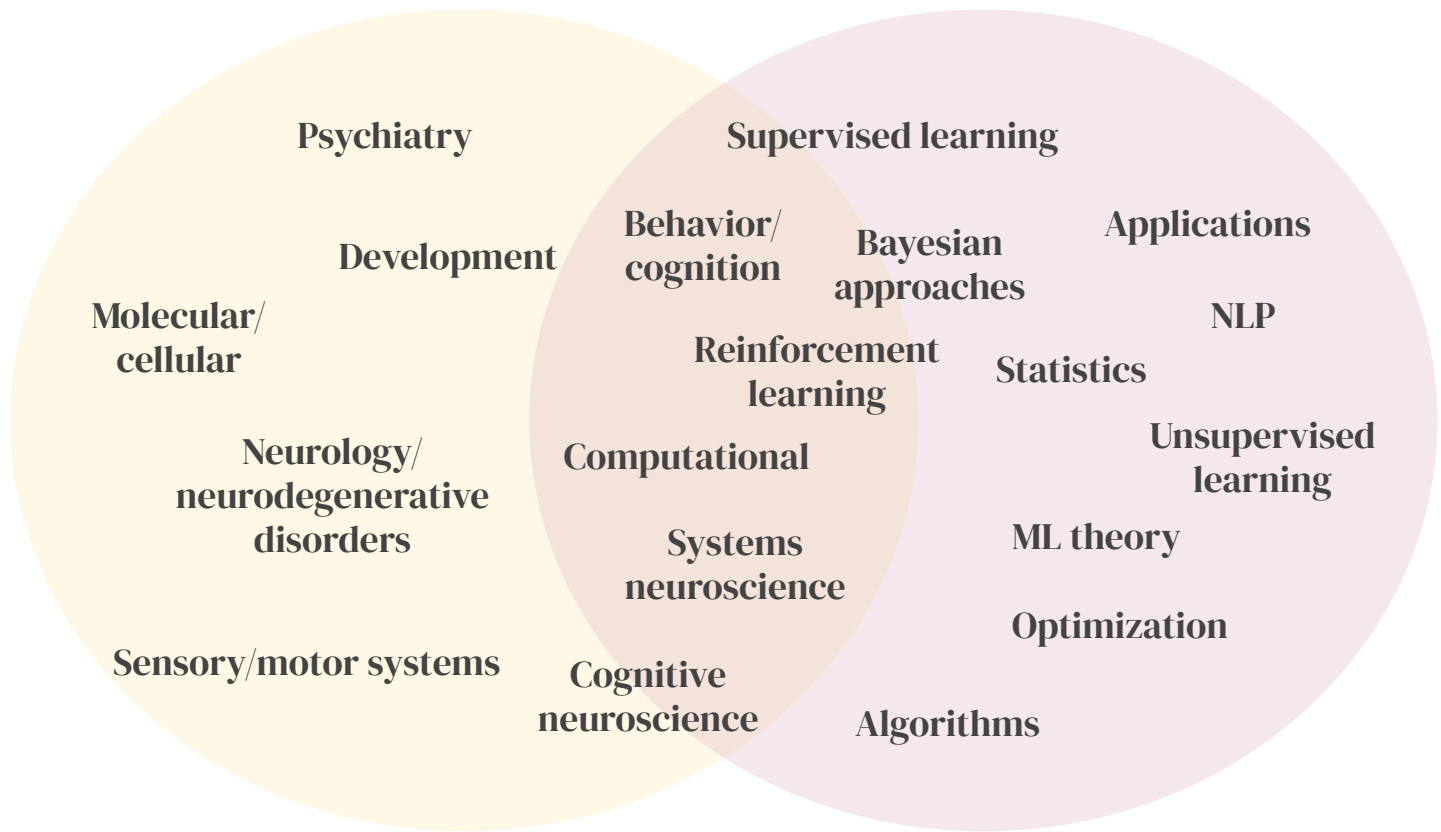 Psychiatry
Development
Molecular/
cellular
Neurology/
neurodegenerative
disorders
Sensory/motor systems
Supervised learning
Behavior/
cognition
Bayesian
approaches
Reinforcement
learning
Computational
Systems
neuroscience
Cognitive
neuroscience
Applications
NLP
Statistics
Unsupervised
learning
ML theory
Optimization
Algorithms